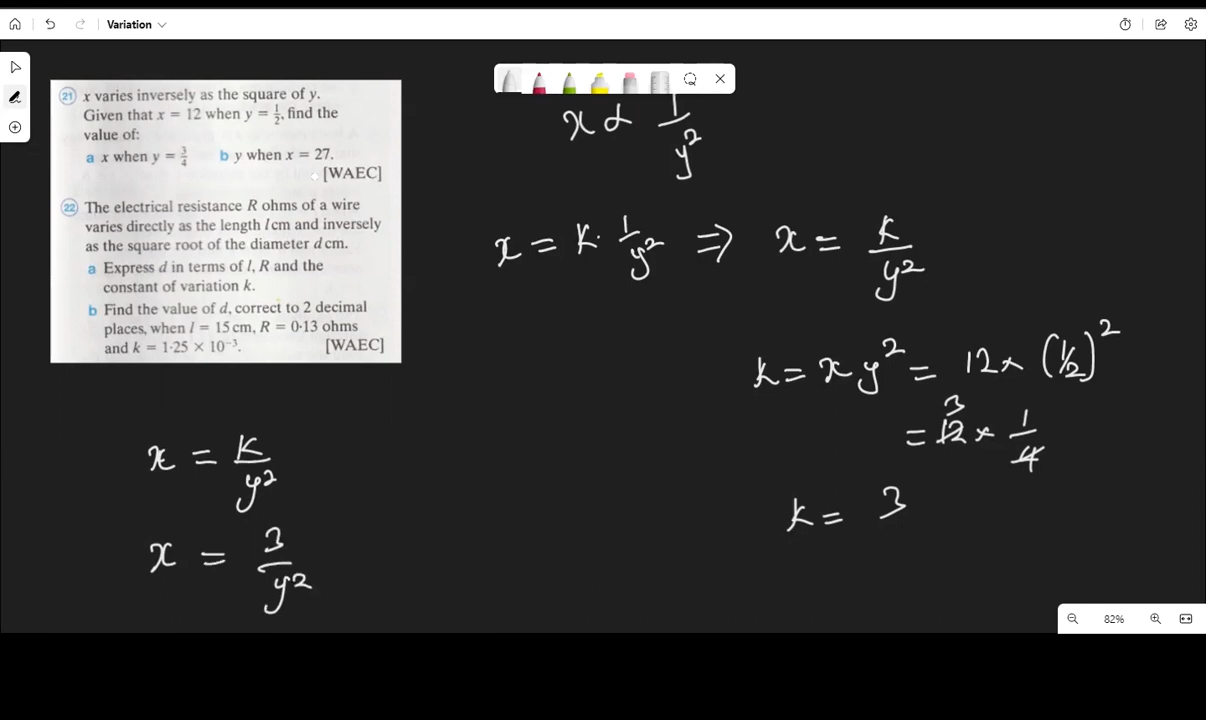 Variation
21 x varies inversely as the square of y.
Given that x = 12 when y = 1/2, find the
value of:
a x when y = 3/4 b y when x = 27.
[WAEC]
22 The electrical resistance R ohms of a wire
varies directly as the length l cm and inversely
as the square root of the diameter d cm.
a Express d in terms of l, R and the
constant of variation k.
b Find the value of d, correct to 2 decimal
places, when l = 15 cm, R = 0·13 ohms
and k = 1·25 × 10⁻³. [WAEC]
x ∝ 1/y²
x = k · 1/y² ⇒ x = k/y²
k = x y² = 12 × (1/2)²
= 12 × 1/4
3
k = 3
x = k/y²
x = 3/y²
82%